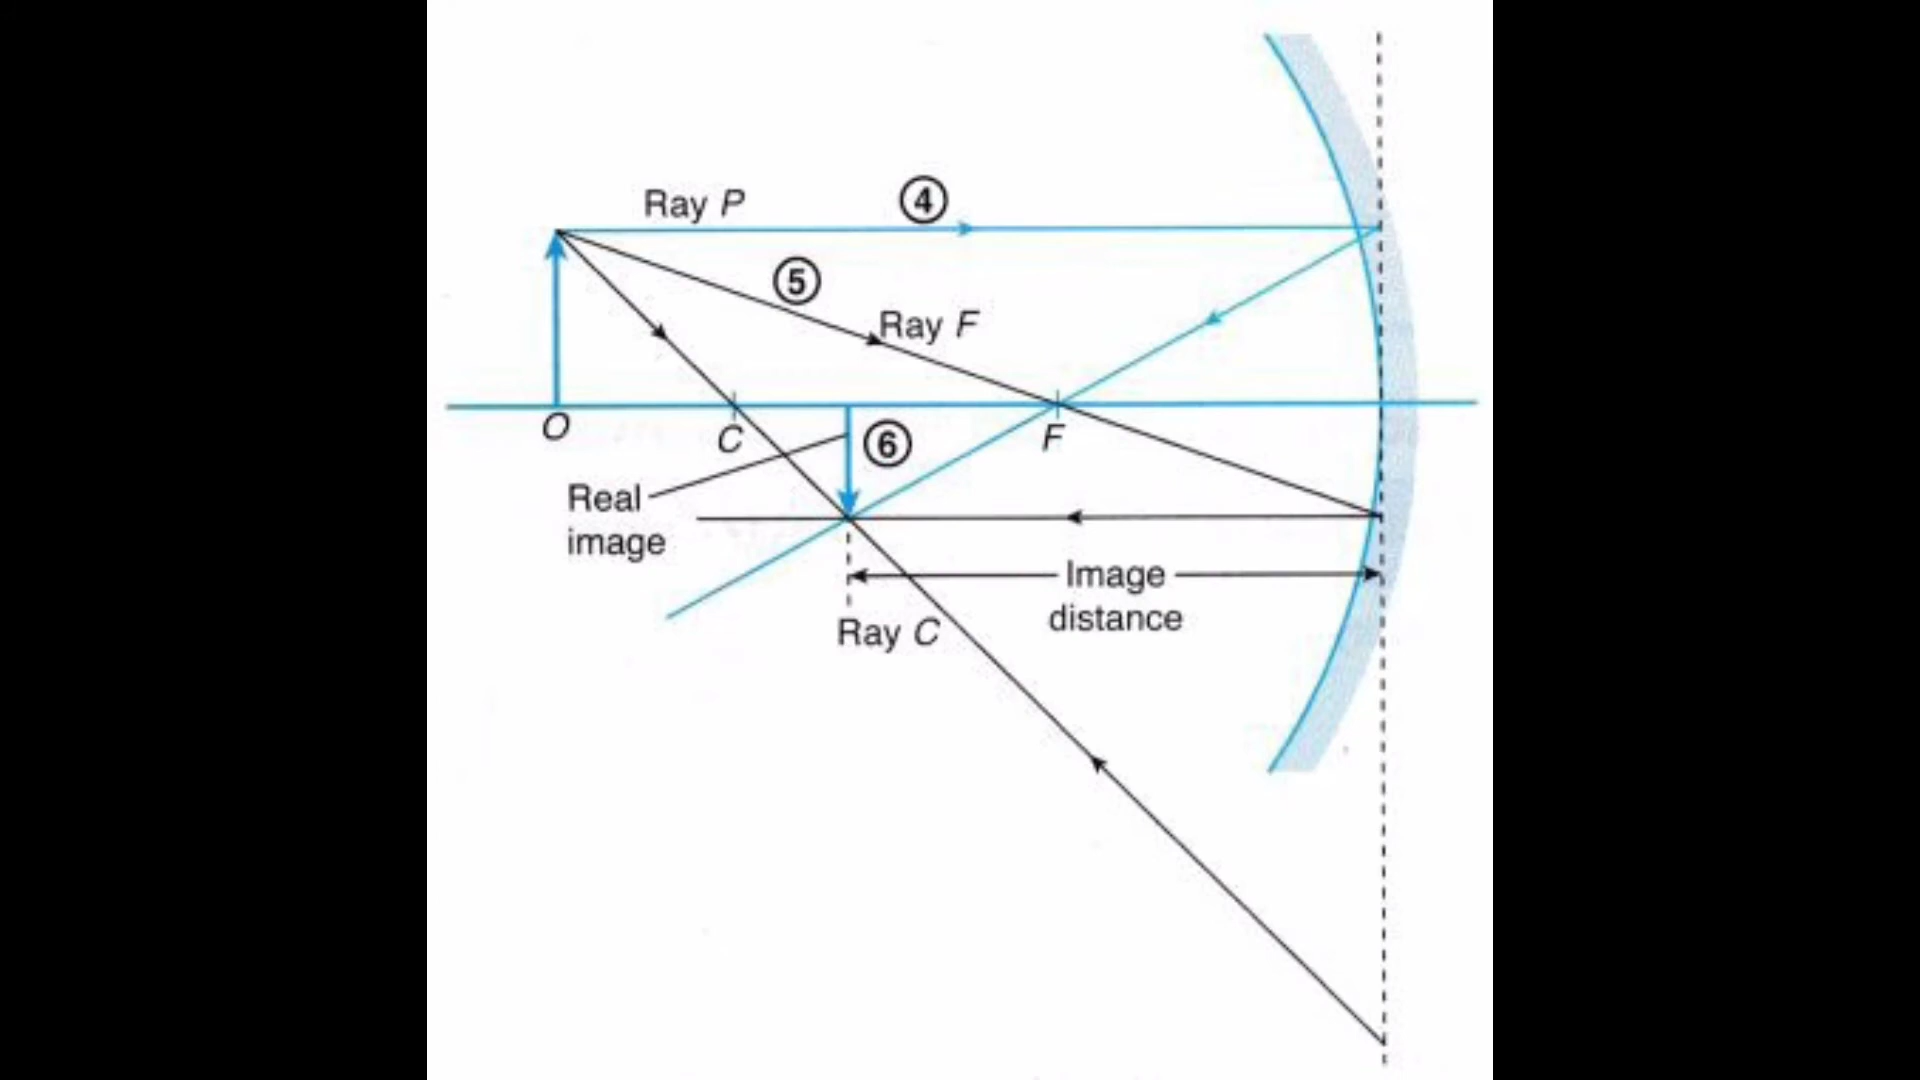 Ray P
④
⑤
Ray F
O
C
F
⑥
Real
image
Image
distance
Ray C